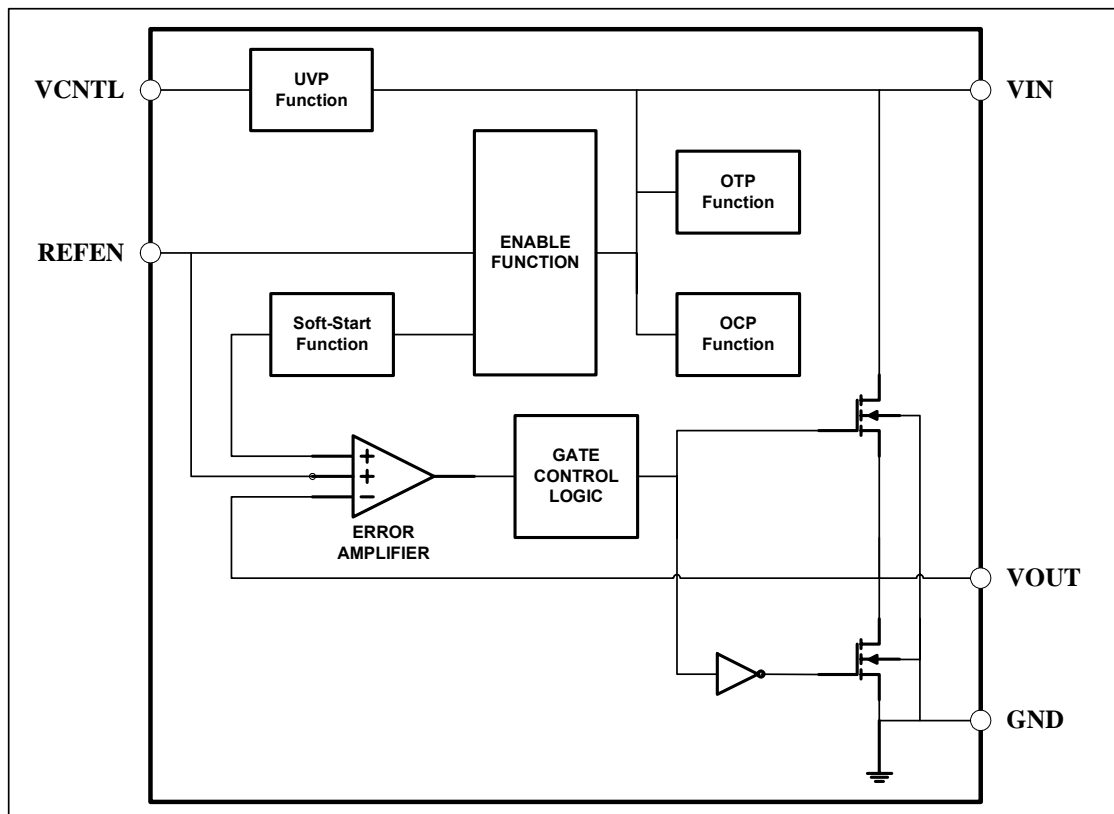 UVP
Function
VCNTL
VIN
OTP
Function
REFEN
ENABLE
FUNCTION
Soft-Start
Function
OCP
Function
+
+
−
GATE
CONTROL
LOGIC
ERROR
AMPLIFIER
VOUT
GND